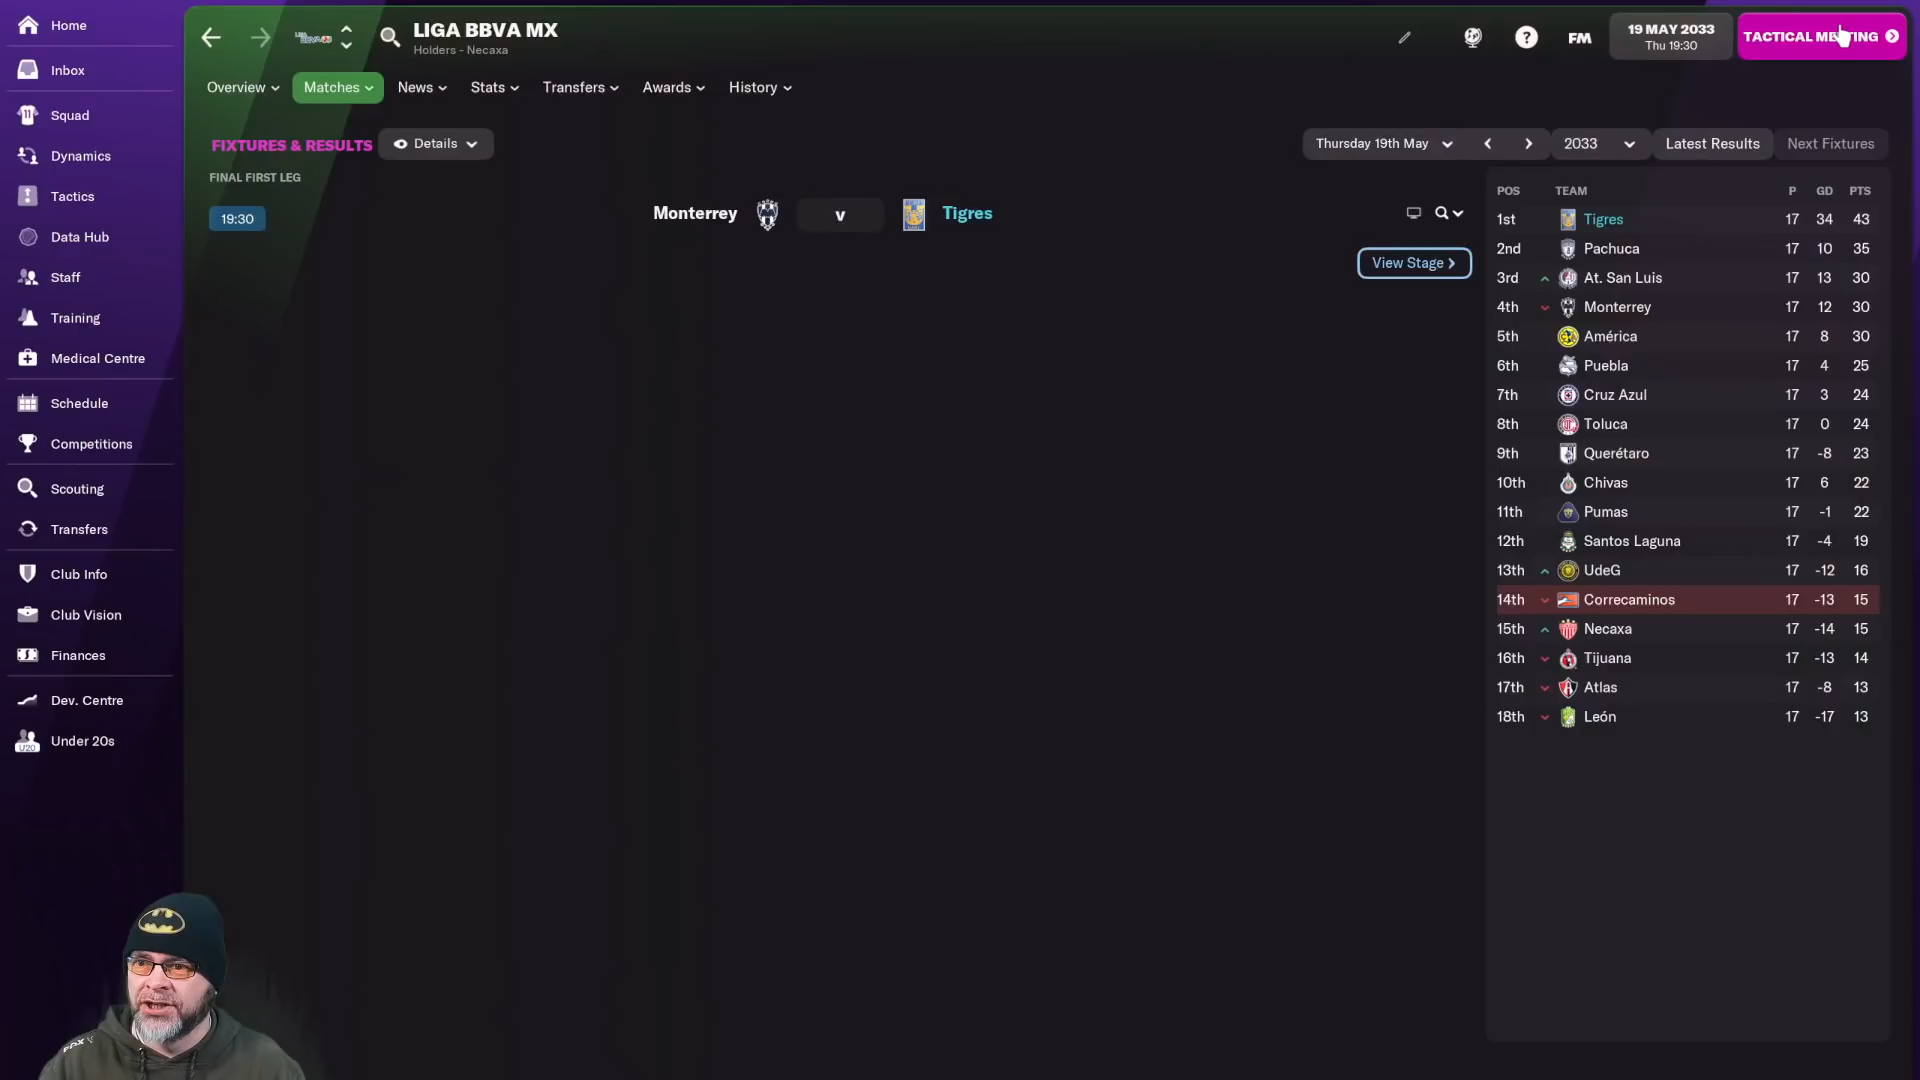 Home
Inbox
Squad
Dynamics
Tactics
Data Hub
Staff
Training
Medical Centre
Schedule
Competitions
Scouting
Transfers
Club Info
Club Vision
Finances
Dev. Centre
U20
Under 20s
LIGA BBVA MX
Holders - Necaxa
FM
19 MAY 2033
Thu 19:30
TACTICAL MEETING
Overview
Matches
News
Stats
Transfers
Awards
History
FIXTURES & RESULTS
Details
Thursday 19th May
2033
Latest Results
Next Fixtures
FINAL FIRST LEG
19:30
Monterrey v Tigres
View Stage
POS TEAM P GD PTS
1st Tigres 17 34 43
2nd Pachuca 17 10 35
3rd At. San Luis 17 13 30
4th Monterrey 17 12 30
5th América 17 8 30
6th Puebla 17 4 25
7th Cruz Azul 17 3 24
8th Toluca 17 0 24
9th Querétaro 17 -8 23
10th Chivas 17 6 22
11th Pumas 17 -1 22
12th Santos Laguna 17 -4 19
13th UdeG 17 -12 16
14th Correcaminos 17 -13 15
15th Necaxa 17 -14 15
16th Tijuana 17 -13 14
17th Atlas 17 -8 13
18th León 17 -17 13